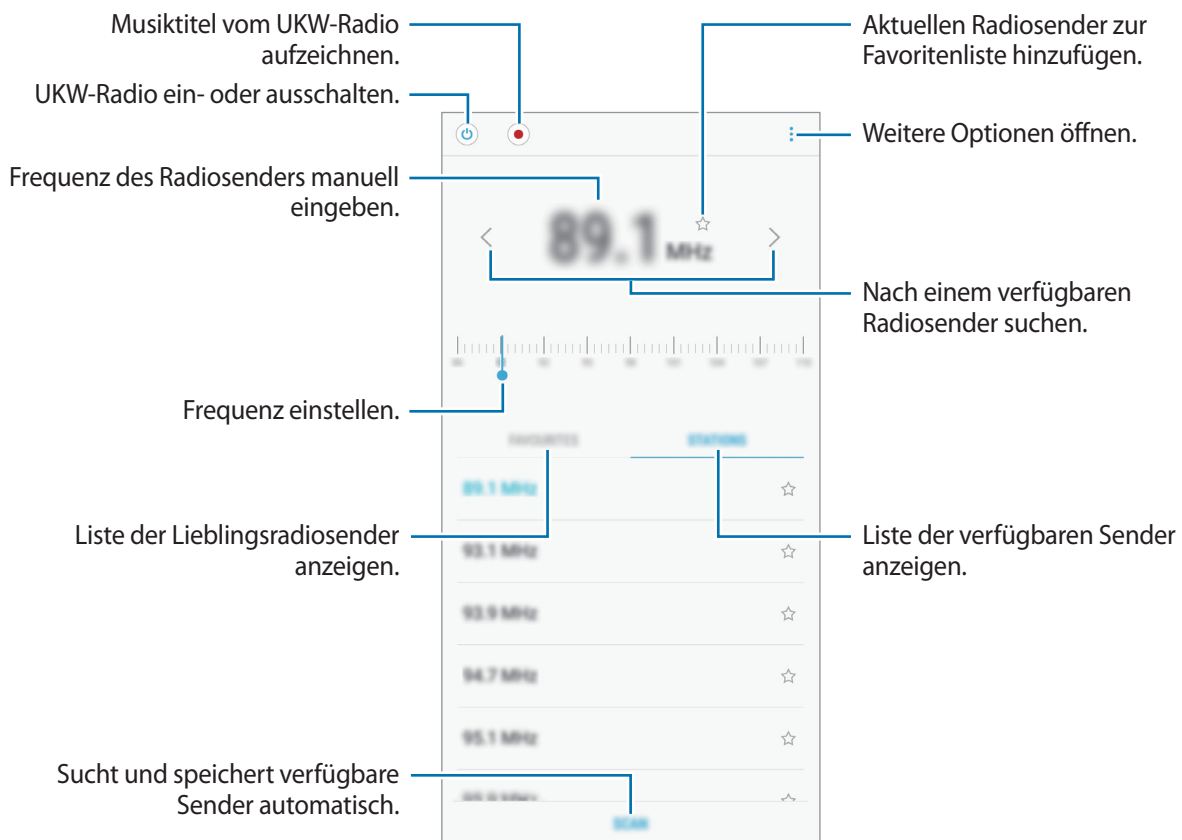 Musiktitel vom UKW-Radio
aufzeichnen.
Aktuellen Radiosender zur
Favoritenliste hinzufügen.
UKW-Radio ein- oder ausschalten.
Weitere Optionen öffnen.
Frequenz des Radiosenders manuell
eingeben.
89.1 MHz
Nach einem verfügbaren
Radiosender suchen.
Frequenz einstellen.
FAVOURITES
STATIONS
89.1 MHz
Liste der Lieblingsradiosender
anzeigen.
Liste der verfügbaren Sender
anzeigen.
93.1 MHz
93.9 MHz
94.7 MHz
95.1 MHz
Sucht und speichert verfügbare
Sender automatisch.
SCAN